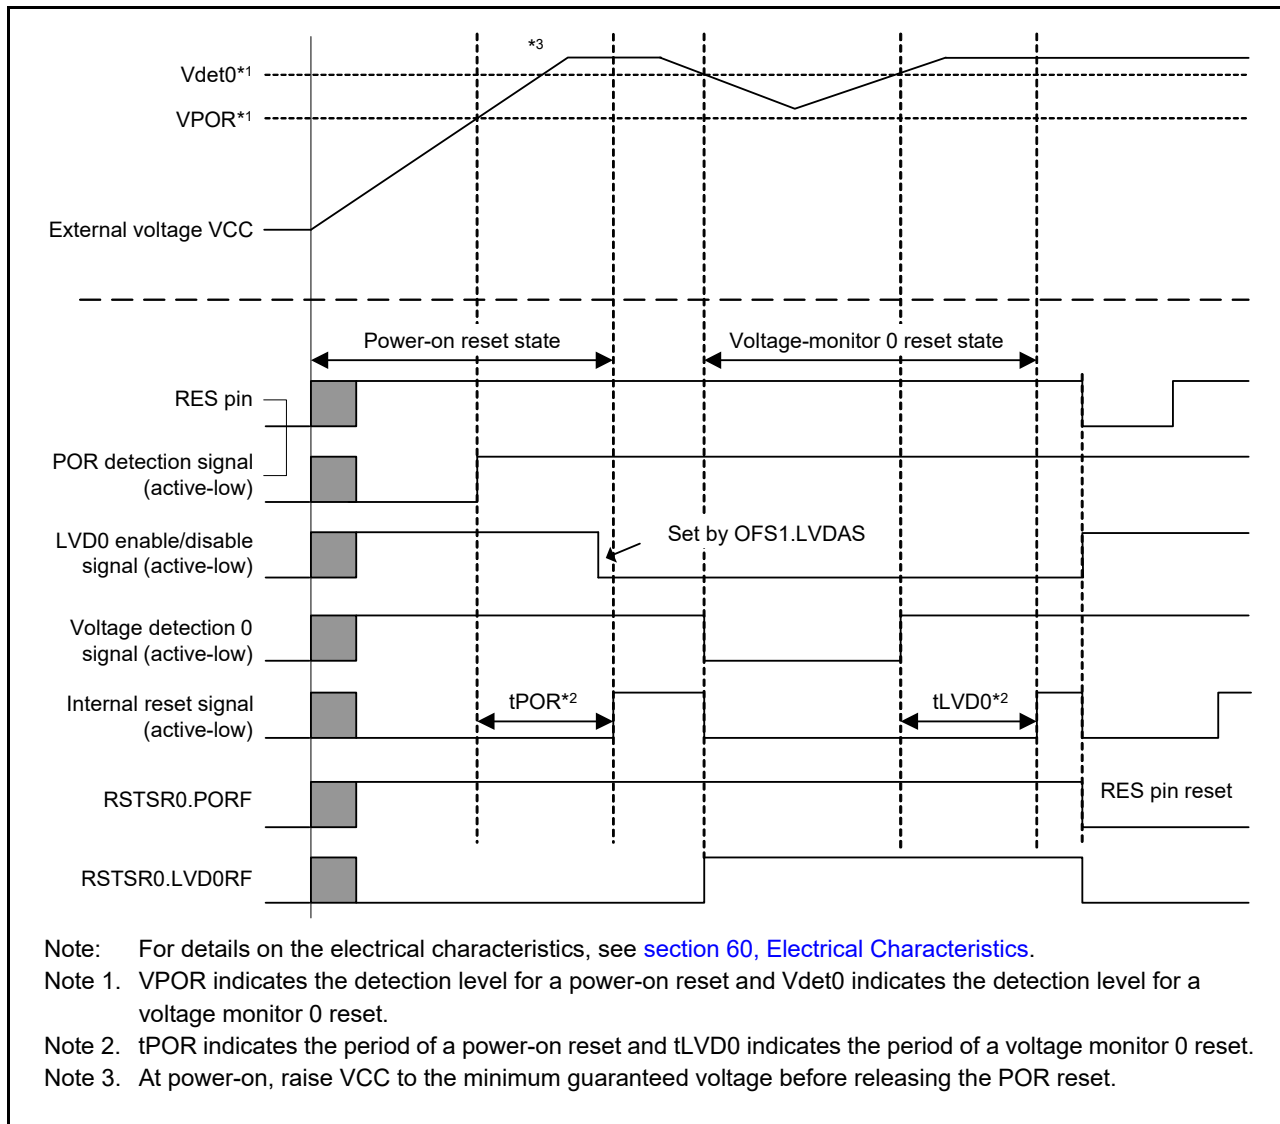 *3
Vdet0*1
VPOR*1
External voltage VCC
Power-on reset state
Voltage-monitor 0 reset state
RES pin
POR detection signal
(active-low)
LVD0 enable/disable
signal (active-low)
Set by OFS1.LVDAS
Voltage detection 0
signal (active-low)
Internal reset signal
(active-low)
tPOR*2
tLVD0*2
RSTSR0.PORF
RES pin reset
RSTSR0.LVD0RF
Note: For details on the electrical characteristics, see section 60, Electrical Characteristics.
Note 1. VPOR indicates the detection level for a power-on reset and Vdet0 indicates the detection level for a
voltage monitor 0 reset.
Note 2. tPOR indicates the period of a power-on reset and tLVD0 indicates the period of a voltage monitor 0 reset.
Note 3. At power-on, raise VCC to the minimum guaranteed voltage before releasing the POR reset.